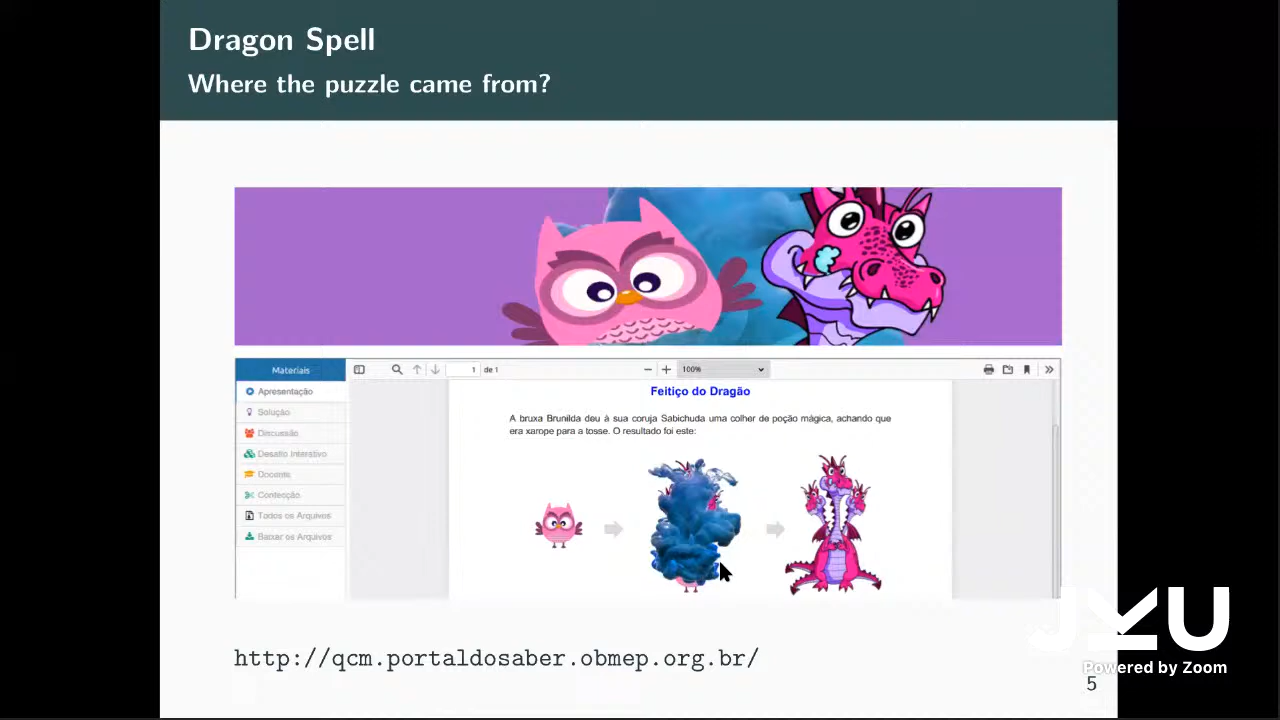 Dragon Spell
Where the puzzle came from?
Materiais
1 de 1
100%
Apresentação
Solução
Discussão
Desafio Interativo
Docente
Confecção
Todos os Arquivos
Baixar os Arquivos
Feitiço do Dragão
A bruxa Brunilda deu à sua coruja Sabichuda uma colher de poção mágica, achando que
era xarope para a tosse. O resultado foi este:
http://qcm.portaldosaber.obmep.org.br/
JYU
Powered by Zoom
5